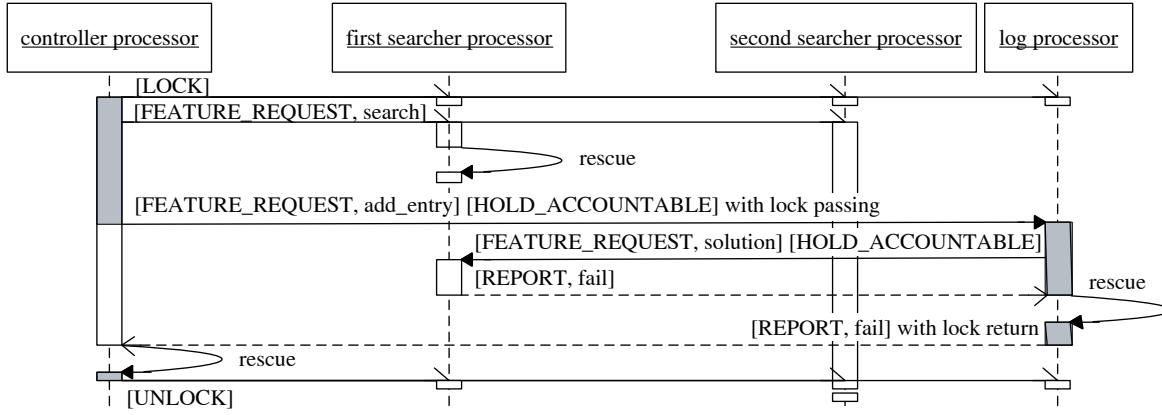 controller processor
first searcher processor
second searcher processor
log processor
[LOCK]
[FEATURE_REQUEST, search]
rescue
[FEATURE_REQUEST, add_entry] [HOLD_ACCOUNTABLE] with lock passing
[FEATURE_REQUEST, solution] [HOLD_ACCOUNTABLE]
[REPORT, fail]
rescue
[REPORT, fail] with lock return
rescue
[UNLOCK]